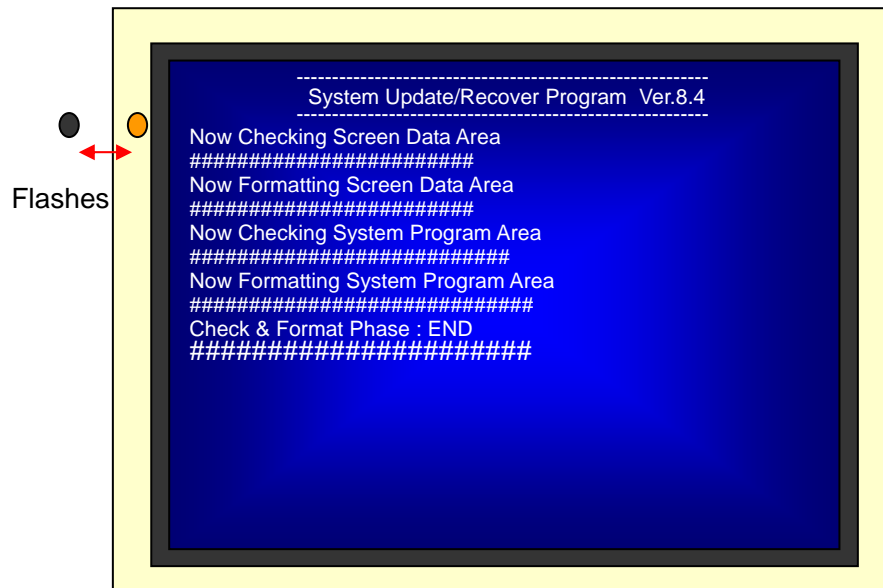 ----------------------------------------------------------
System Update/Recover Program Ver.8.4
----------------------------------------------------------
Now Checking Screen Data Area
########################
Now Formatting Screen Data Area
########################
Now Checking System Program Area
###########################
Now Formatting System Program Area
#############################
Check & Format Phase : END
######################
Flashes